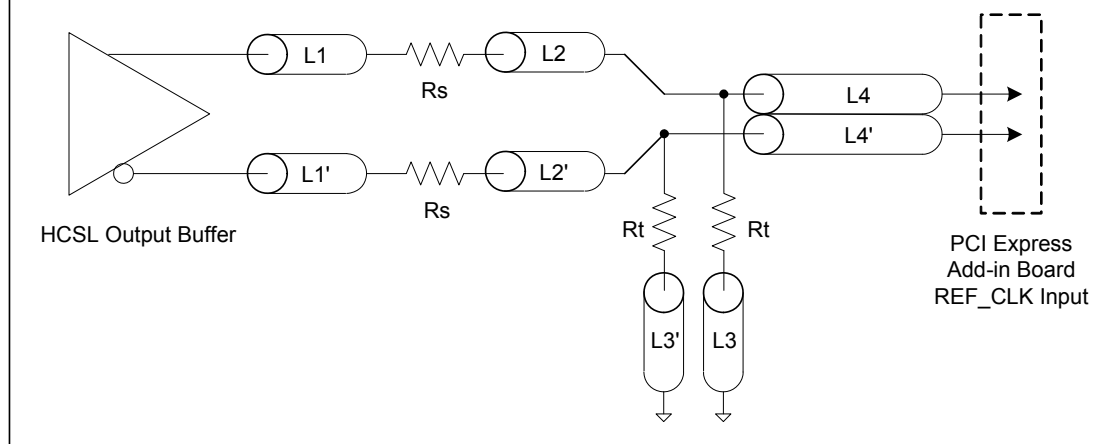 L1
Rs
L2
L4
L4'
L1'
Rs
L2'
HCSL Output Buffer
Rt
Rt
L3'
L3
PCI Express
Add-in Board
REF_CLK Input